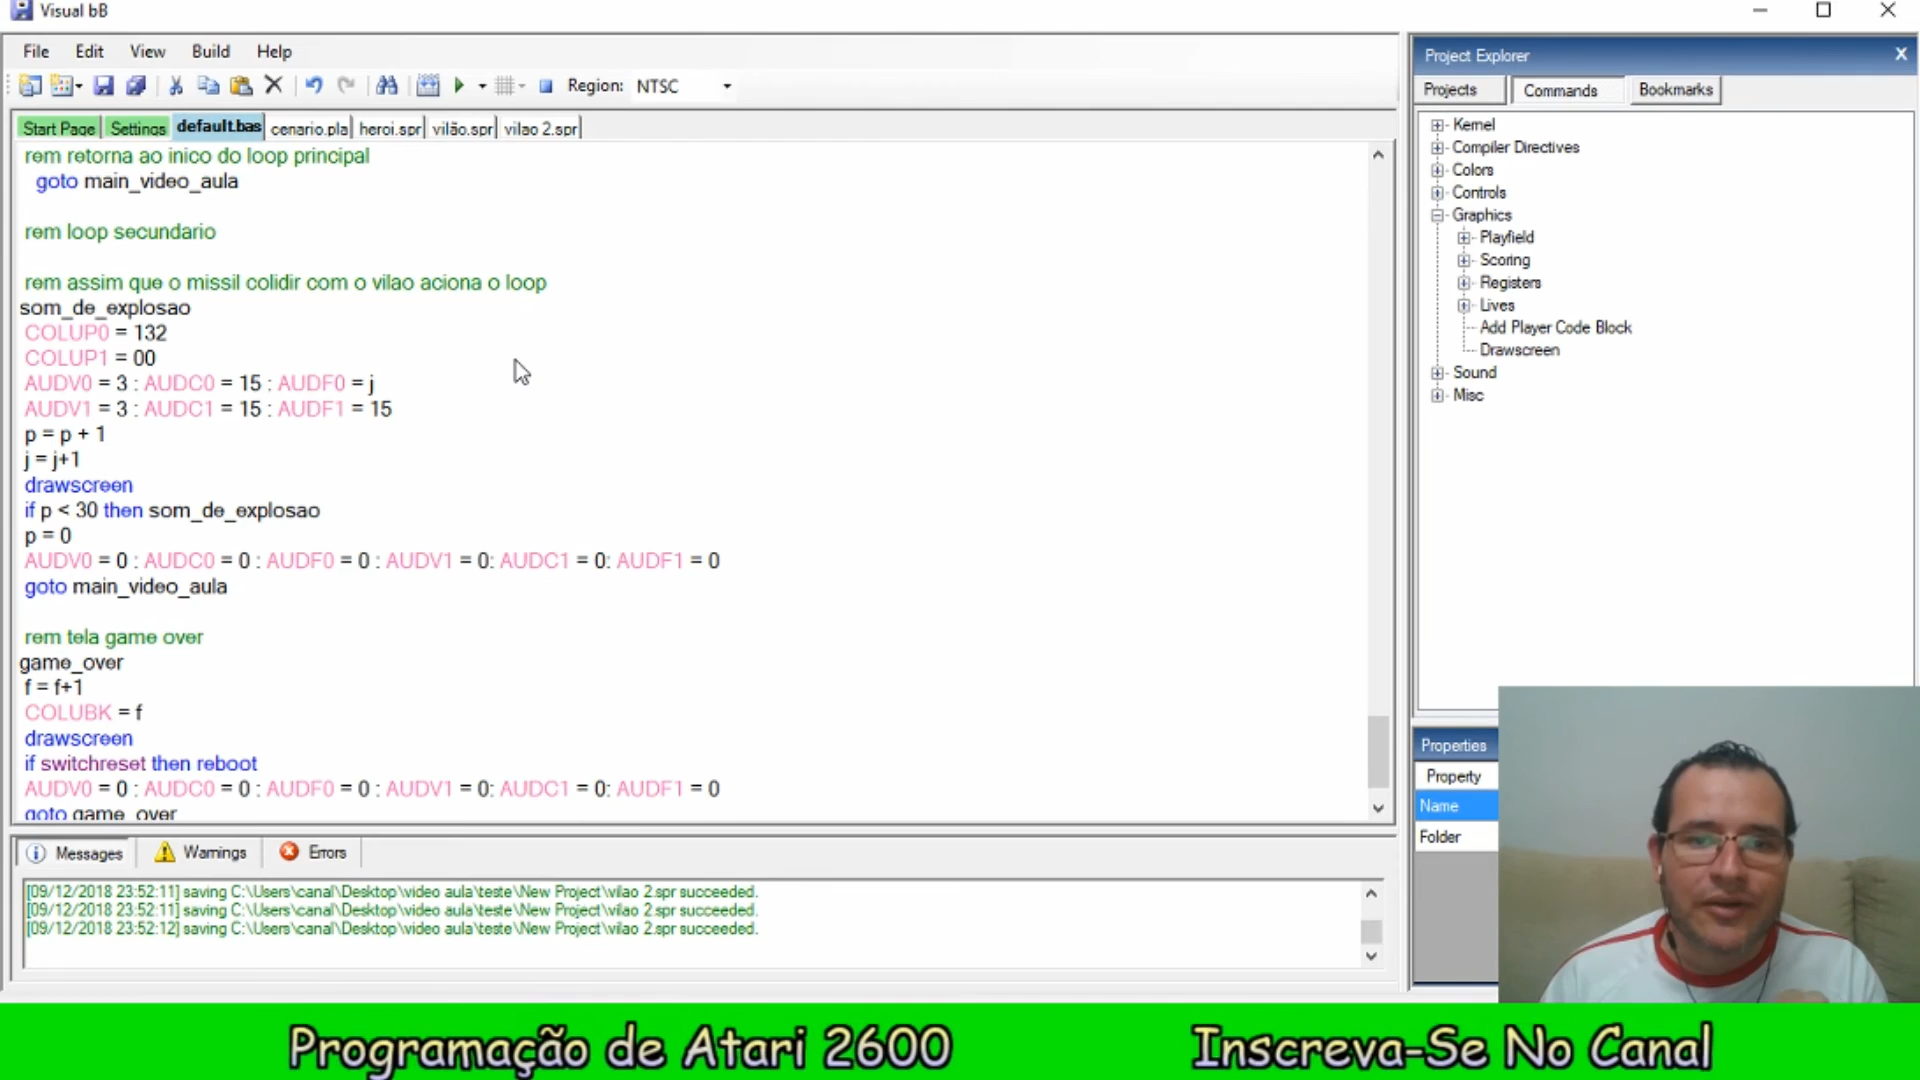 Visual bB
File Edit View Build Help
Region: NTSC
Start Page Settings default.bas cenario.pla heroi.spr vilão.spr vilao 2.spr
rem retorna ao inico do loop principal
goto main_video_aula
rem loop secundario
rem assim que o missil colidir com o vilao aciona o loop
som_de_explosao
COLUP0 = 132
COLUP1 = 00
AUDV0 = 3 : AUDC0 = 15 : AUDF0 = j
AUDV1 = 3 : AUDC1 = 15 : AUDF1 = 15
p = p + 1
j = j+1
drawscreen
if p < 30 then som_de_explosao
p = 0
AUDV0 = 0 : AUDC0 = 0 : AUDF0 = 0 : AUDV1 = 0: AUDC1 = 0: AUDF1 = 0
goto main_video_aula
rem tela game over
game_over
f = f+1
COLUBK = f
drawscreen
if switchreset then reboot
AUDV0 = 0 : AUDC0 = 0 : AUDF0 = 0 : AUDV1 = 0: AUDC1 = 0: AUDF1 = 0
goto game_over
Messages Warnings Errors
[09/12/2018 23:52:11] saving C:\Users\canal\Desktop\video aula\teste\New Project\vilao 2.spr succeeded.
[09/12/2018 23:52:11] saving C:\Users\canal\Desktop\video aula\teste\New Project\vilao 2.spr succeeded.
[09/12/2018 23:52:12] saving C:\Users\canal\Desktop\video aula\teste\New Project\vilao 2.spr succeeded.
Project Explorer
Projects Commands Bookmarks
Kernel
Compiler Directives
Colors
Controls
Graphics
Playfield
Scoring
Registers
Lives
Add Player Code Block
Drawscreen
Sound
Misc
Properties
Property
Name
Folder
Programação de Atari 2600 Inscreva-Se No Canal